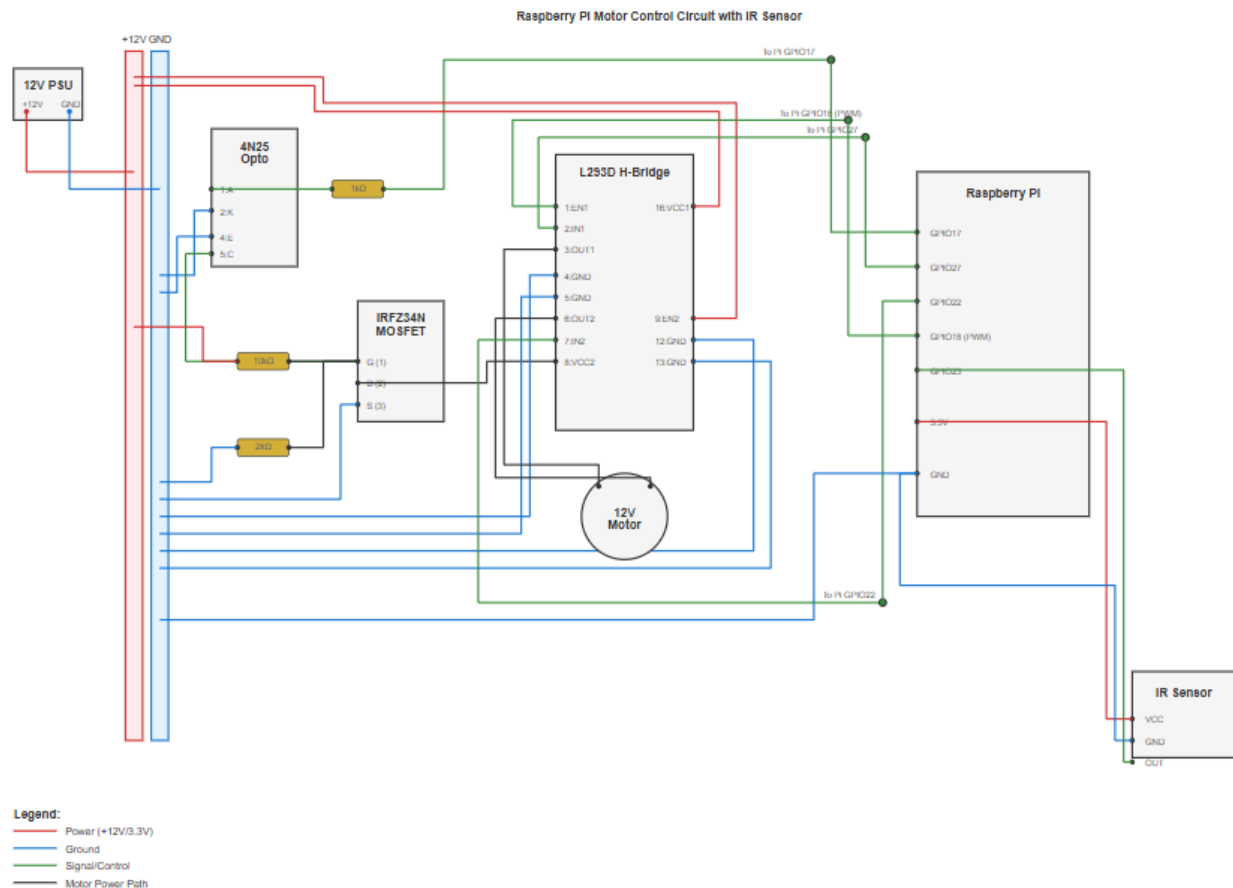 Raspberry Pi Motor Control Circuit with IR Sensor
+12V GND
To Pi GPIO17
12V PSU
+12V GND
To Pi GPIO18 (PWM)
To Pi GPIO27
4N25
Opto
1:A
2:K
4:E
5:C
1kΩ
L293D H-Bridge
1:EN1
2:IN1
3:OUT1
4:GND
5:GND
6:OUT2
7:IN2
8:VCC2
16:VCC1
9:EN2
12:GND
13:GND
Raspberry Pi
GPIO17
GPIO27
GPIO22
GPIO18 (PWM)
GPIO23
3.3V
GND
IRFZ34N
MOSFET
G (1)
D (2)
S (3)
10kΩ
2kΩ
12V
Motor
To Pi GPIO22
IR Sensor
VCC
GND
OUT
Legend:
Power (+12V/3.3V)
Ground
Signal/Control
Motor Power Path